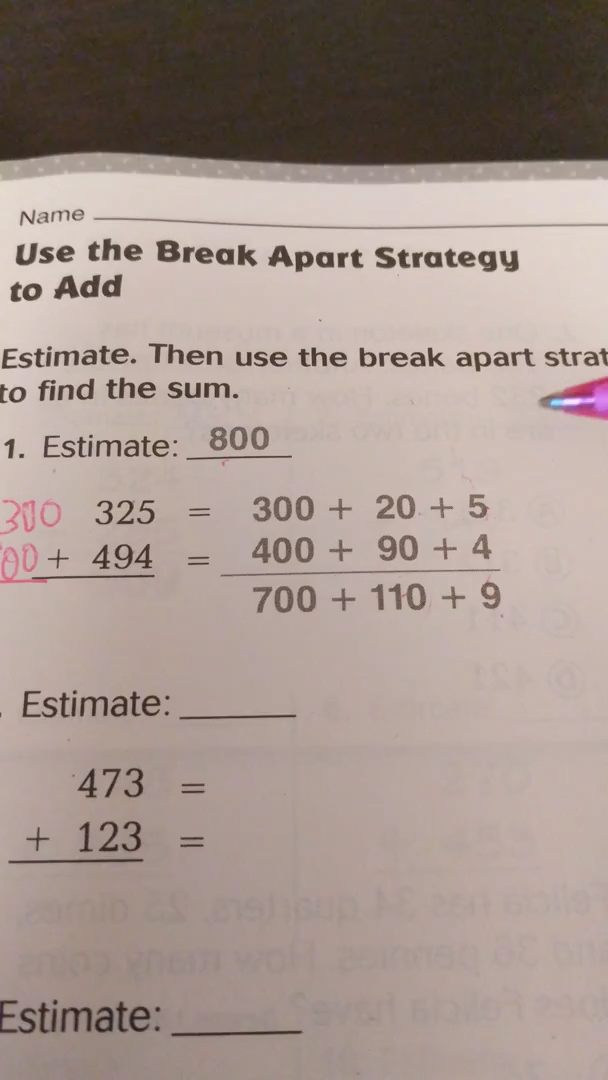 Name
Use the Break Apart Strategy
to Add
Estimate. Then use the break apart
to find the sum.
1. Estimate: 800
300 325 = 300 + 20 + 5
+ 494 = 400 + 90 + 4
700 + 110 + 9
Estimate:
473 =
+ 123 =
Estimate: